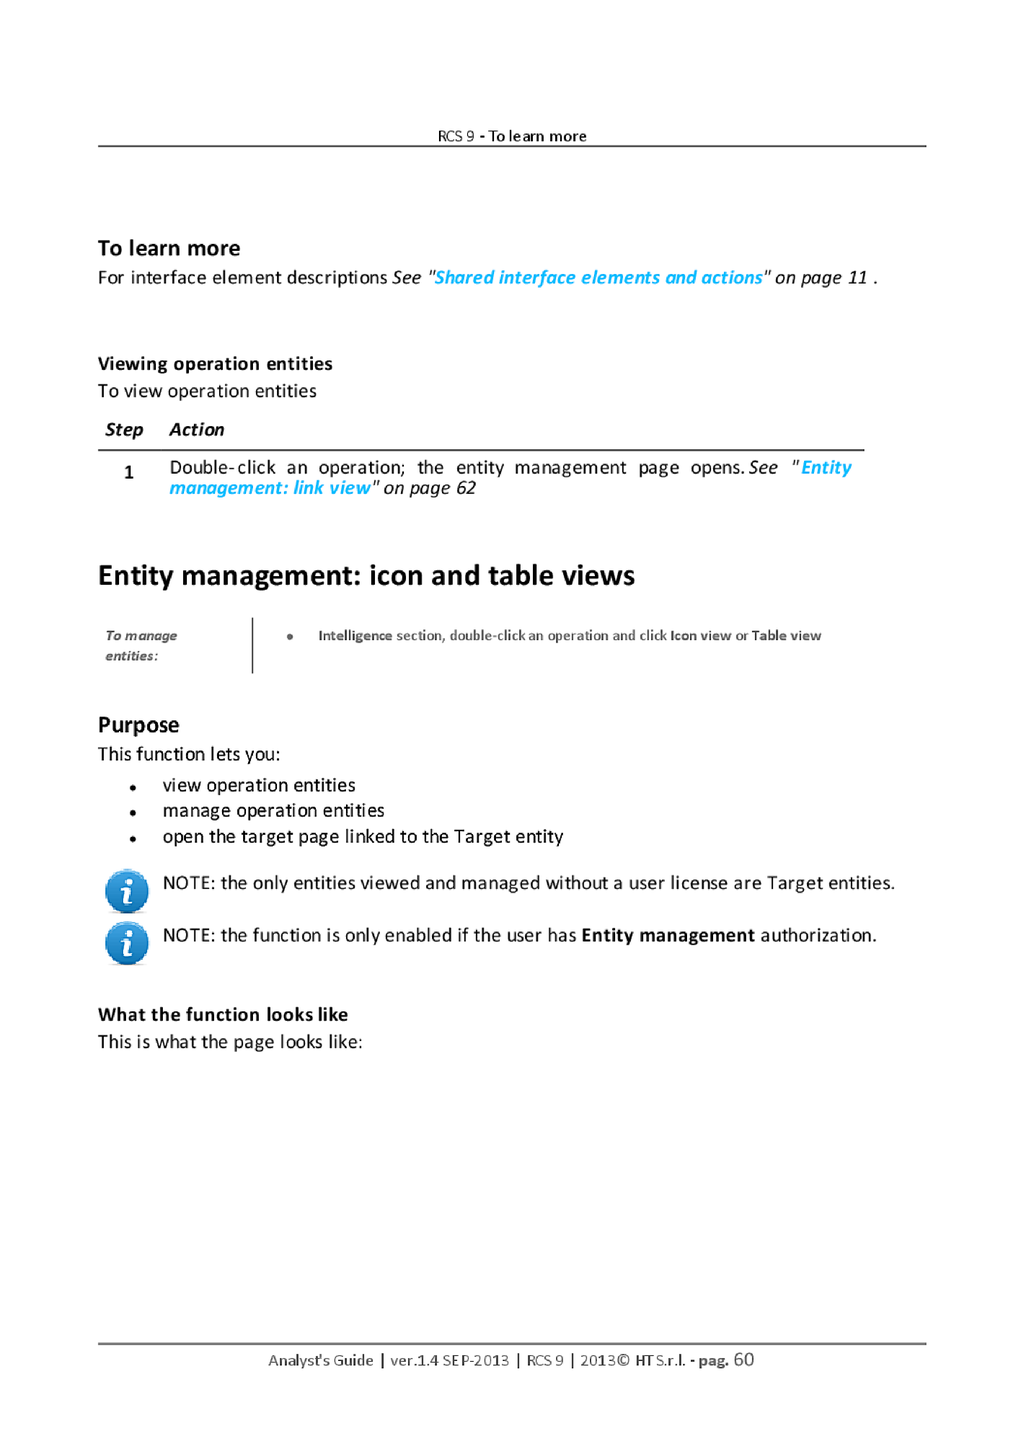 RCS 9 - To learn more
To learn more
For interface element descriptions See "Shared interface elements and actions" on page 11 .
Viewing operation entities
To view operation entities
Step Action
1 Double-click an operation; the entity management page opens. See "Entity
management: link view" on page 62
Entity management: icon and table views
To manage
entities:
• Intelligence section, double-click an operation and click Icon view or Table view
Purpose
This function lets you:
• view operation entities
• manage operation entities
• open the target page linked to the Target entity
NOTE: the only entities viewed and managed without a user license are Target entities.
NOTE: the function is only enabled if the user has Entity management authorization.
What the function looks like
This is what the page looks like:
Analyst's Guide | ver.1.4 SEP-2013 | RCS 9 | 2013© HT S.r.l. - pag. 60